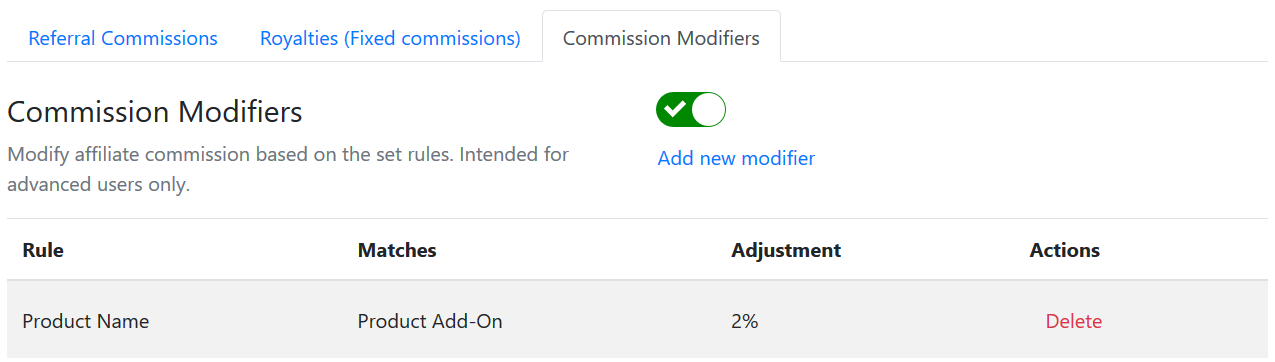 Referral Commissions Royalties (Fixed commissions) Commission Modifiers
Commission Modifiers
Modify affiliate commission based on the set rules. Intended for
advanced users only.
Add new modifier
Rule Matches Adjustment Actions
Product Name Product Add-On 2% Delete